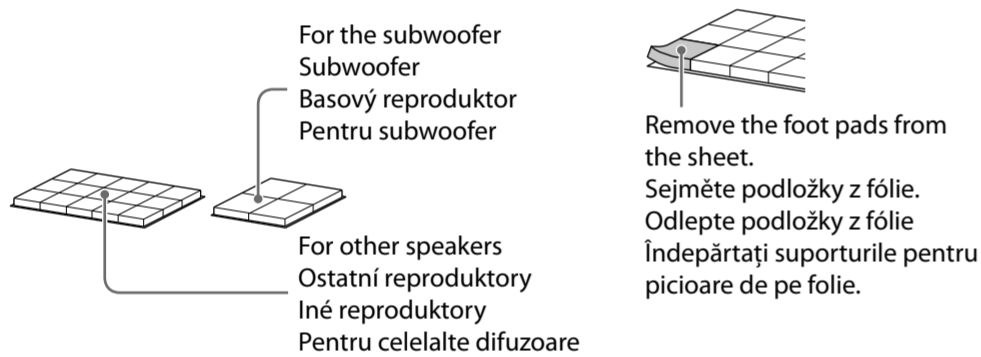 For the subwoofer
Subwoofer
Basový reproduktor
Pentru subwoofer
For other speakers
Ostatní reproduktory
Iné reproduktory
Pentru celelalte difuzoare
Remove the foot pads from
the sheet.
Sejměte podložky z fólie.
Odlepte podložky z fólie
Îndepărtați suporturile pentru
picioare de pe folie.